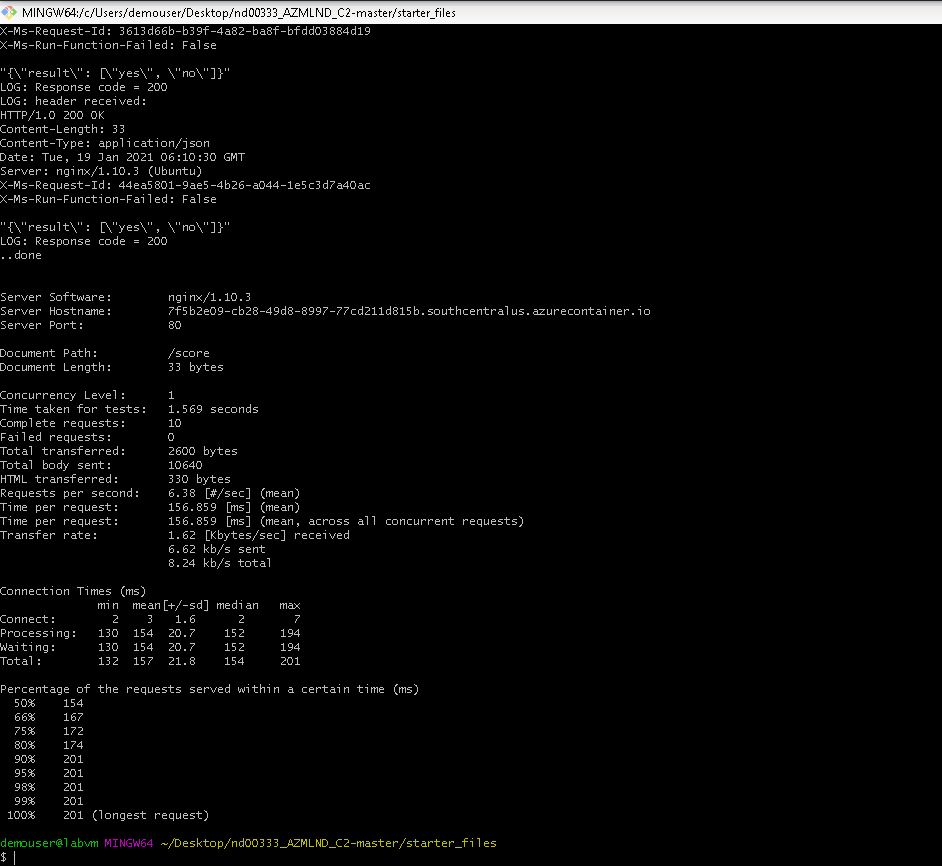 MINGW64:/c/Users/demouser/Desktop/nd00333_AZMLND_C2-master/starter_files
X-Ms-Request-Id: 3613d66b-b39f-4a82-ba8f-bfdd03884d19
X-Ms-Run-Function-Failed: False
"{\"result\": [\"yes\", \"no\"]}"
LOG: Response code = 200
LOG: header received:
HTTP/1.0 200 OK
Content-Length: 33
Content-Type: application/json
Date: Tue, 19 Jan 2021 06:10:30 GMT
Server: nginx/1.10.3 (Ubuntu)
X-Ms-Request-Id: 44ea5801-9ae5-4b26-a044-1e5c3d7a40ac
X-Ms-Run-Function-Failed: False
"{\"result\": [\"yes\", \"no\"]}"
LOG: Response code = 200
..done
Server Software: nginx/1.10.3
Server Hostname: 7f5b2e09-cb28-49d8-8997-77cd211d815b.southcentralus.azurecontainer.io
Server Port: 80
Document Path: /score
Document Length: 33 bytes
Concurrency Level: 1
Time taken for tests: 1.569 seconds
Complete requests: 10
Failed requests: 0
Total transferred: 2600 bytes
Total body sent: 10640
HTML transferred: 330 bytes
Requests per second: 6.38 [#/sec] (mean)
Time per request: 156.859 [ms] (mean)
Time per request: 156.859 [ms] (mean, across all concurrent requests)
Transfer rate: 1.62 [Kbytes/sec] received
6.62 kb/s sent
8.24 kb/s total
Connection Times (ms)
min mean[+/-sd] median max
Connect: 2 3 1.6 2 7
Processing: 130 154 20.7 152 194
Waiting: 130 154 20.7 152 194
Total: 132 157 21.8 154 201
Percentage of the requests served within a certain time (ms)
50% 154
66% 167
75% 172
80% 174
90% 201
95% 201
98% 201
99% 201
100% 201 (longest request)
demouser@labvm MINGW64 ~/Desktop/nd00333_AZMLND_C2-master/starter_files
$